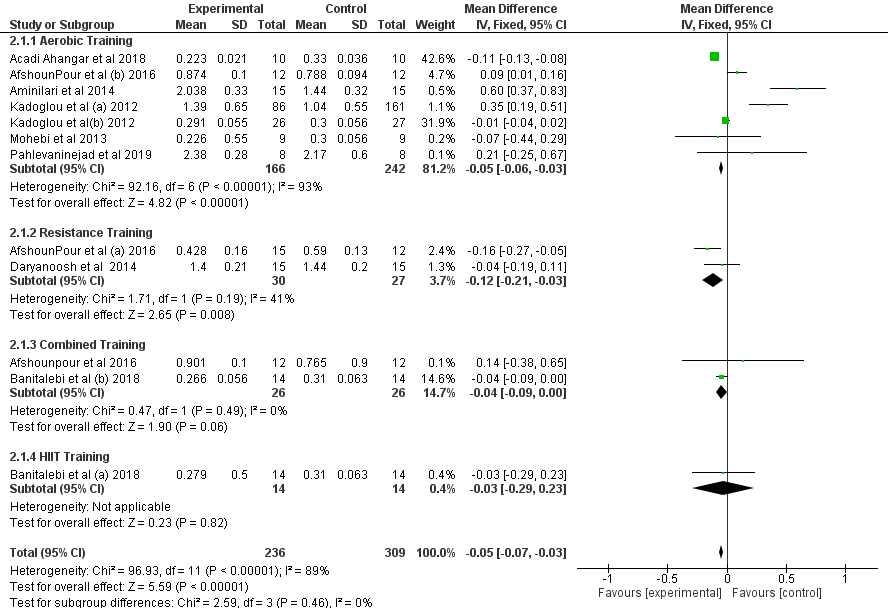 Experimental Control Mean Difference Mean Difference
Study or Subgroup Mean SD Total Mean SD Total Weight IV, Fixed, 95% CI IV, Fixed, 95% CI
2.1.1 Aerobic Training
Acadi Ahangar et al 2018 0.223 0.021 10 0.33 0.036 10 42.6% -0.11 [-0.13, -0.08]
AfshounPour et al (b) 2016 0.874 0.1 12 0.788 0.094 12 4.7% 0.09 [0.01, 0.16]
Aminilari et al 2014 2.038 0.33 15 1.44 0.32 15 0.5% 0.60 [0.37, 0.83]
Kadoglou et al (a) 2012 1.39 0.65 86 1.04 0.55 161 1.1% 0.35 [0.19, 0.51]
Kadoglou et al(b) 2012 0.291 0.055 26 0.3 0.056 27 31.9% -0.01 [-0.04, 0.02]
Mohebi et al 2013 0.226 0.55 9 0.3 0.056 9 0.2% -0.07 [-0.44, 0.29]
Pahlevaninejad et al 2019 2.38 0.28 8 2.17 0.6 8 0.1% 0.21 [-0.25, 0.67]
Subtotal (95% CI) 166 242 81.2% -0.05 [-0.06, -0.03]
Heterogeneity: Chi² = 92.16, df = 6 (P < 0.00001); I² = 93%
Test for overall effect: Z = 4.82 (P < 0.00001)
2.1.2 Resistance Training
AfshounPour et al (a) 2016 0.428 0.16 15 0.59 0.13 12 2.4% -0.16 [-0.27, -0.05]
Daryanoosh et al 2014 1.4 0.21 15 1.44 0.2 15 1.3% -0.04 [-0.19, 0.11]
Subtotal (95% CI) 30 27 3.7% -0.12 [-0.21, -0.03]
Heterogeneity: Chi² = 1.71, df = 1 (P = 0.19); I² = 41%
Test for overall effect: Z = 2.65 (P = 0.008)
2.1.3 Combined Training
Afshounpour et al 2016 0.901 0.1 12 0.765 0.9 12 0.1% 0.14 [-0.38, 0.65]
Banitalebi et al (b) 2018 0.266 0.056 14 0.31 0.063 14 14.6% -0.04 [-0.09, 0.00]
Subtotal (95% CI) 26 26 14.7% -0.04 [-0.09, 0.00]
Heterogeneity: Chi² = 0.47, df = 1 (P = 0.49); I² = 0%
Test for overall effect: Z = 1.90 (P = 0.06)
2.1.4 HIIT Training
Banitalebi et al (a) 2018 0.279 0.5 14 0.31 0.063 14 0.4% -0.03 [-0.29, 0.23]
Subtotal (95% CI) 14 14 0.4% -0.03 [-0.29, 0.23]
Heterogeneity: Not applicable
Test for overall effect: Z = 0.23 (P = 0.82)
Total (95% CI) 236 309 100.0% -0.05 [-0.07, -0.03]
Heterogeneity: Chi² = 96.93, df = 11 (P < 0.00001); I² = 89%
Test for overall effect: Z = 5.59 (P < 0.00001)
Test for subgroup differences: Chi² = 2.59, df = 3 (P = 0.46), I² = 0%
-1 -0.5 0 0.5 1
Favours [experimental] Favours [control]